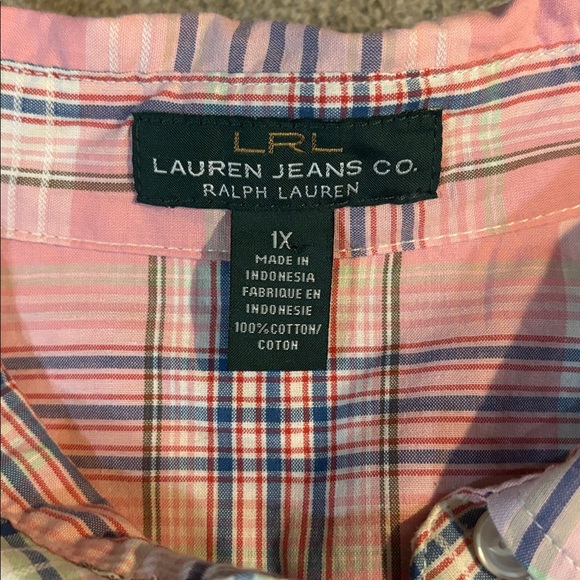 LRL
LAUREN JEANS CO.
RALPH LAUREN
1X
MADE IN
INDONESIA
FABRIQUE EN
INDONESIE
100% COTTON/
COTON